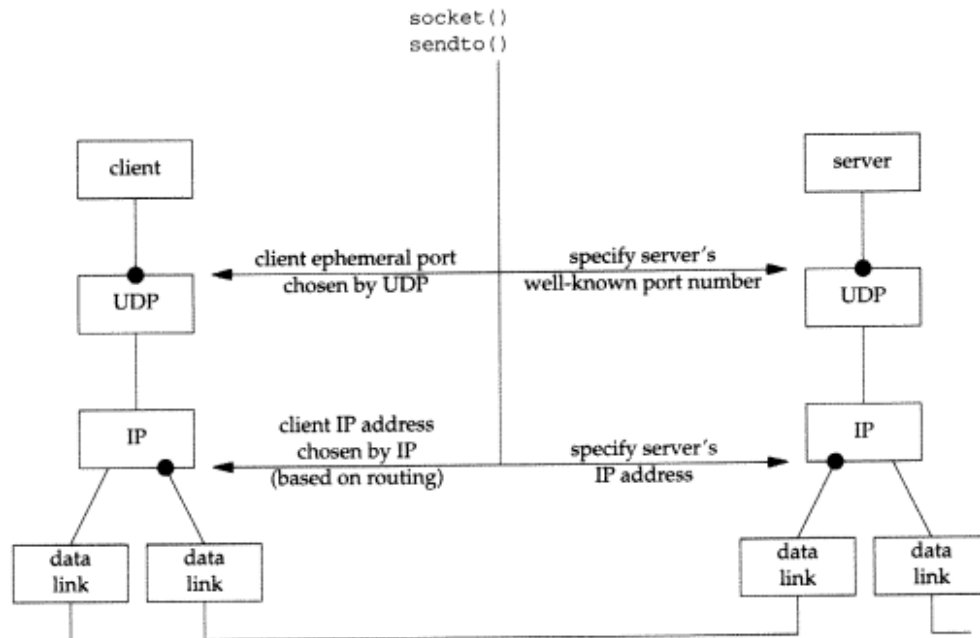 socket()
sendto()
client
server
client ephemeral port
chosen by UDP
specify server's
well-known port number
UDP
UDP
IP
client IP address
chosen by IP
(based on routing)
specify server's
IP address
IP
data
link
data
link
data
link
data
link